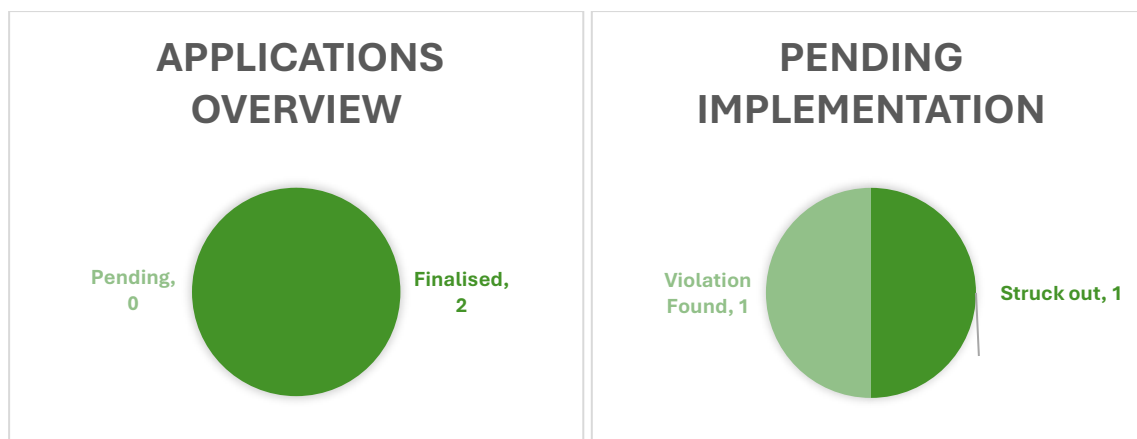 APPLICATIONS
OVERVIEW
Pending,
0
Finalised,
2
PENDING
IMPLEMENTATION
Violation
Found, 1
Struck out, 1